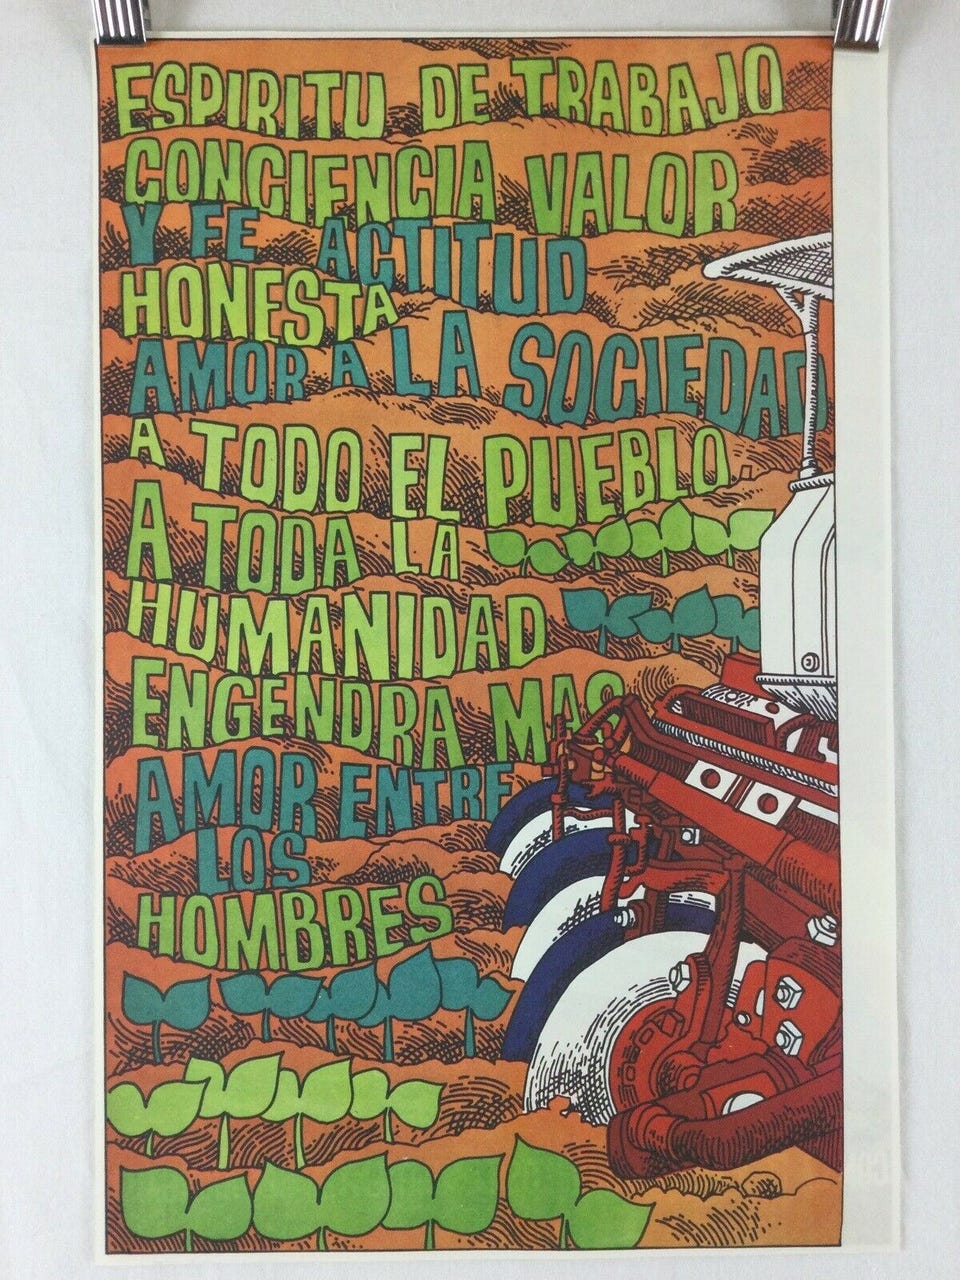 ESPIRITU DE TRABAJO
CONCIENCIA VALOR
Y FE ACTITUD
HONESTA
AMOR A LA SOCIEDAD
A TODO EL PUEBLO
A TODA LA
HUMANIDAD
ENGENDRA MAS
AMOR ENTRE
LOS
HOMBRES